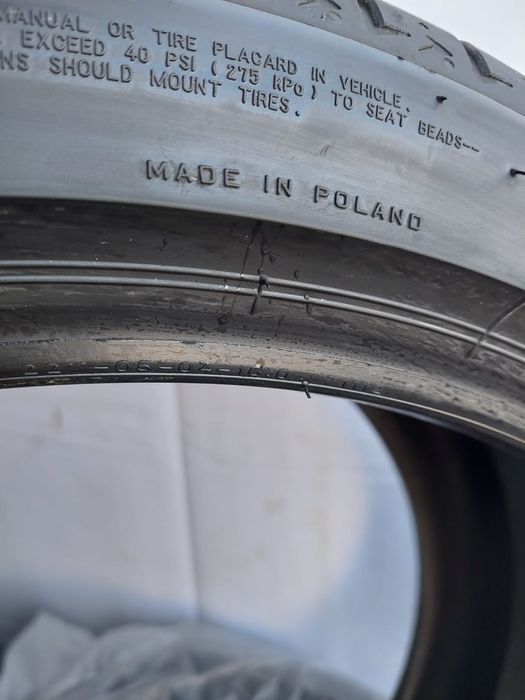 MANUAL OR TIRE PLACARD IN VEHICLE.
EXCEED 40 PSI (275 kPa) TO SEAT BEADS--
SHOULD MOUNT TIRES.
MADE IN POLAND